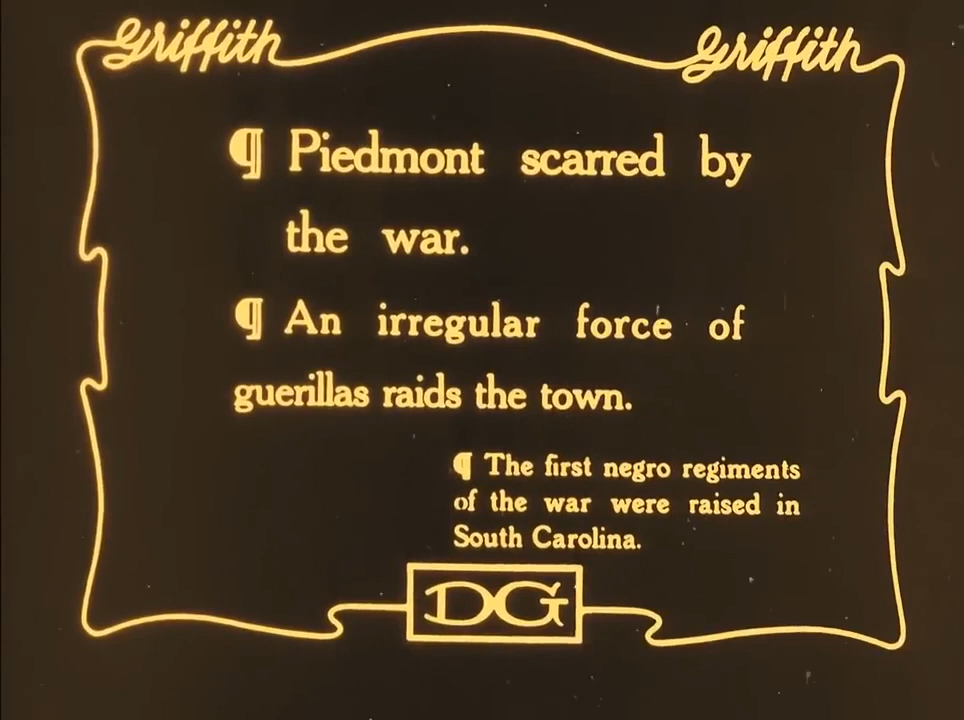 Griffith Griffith
¶ Piedmont scarred by
the war.
¶ An irregular force of
guerillas raids the town.
¶ The first negro regiments
of the war were raised in
South Carolina.
DG